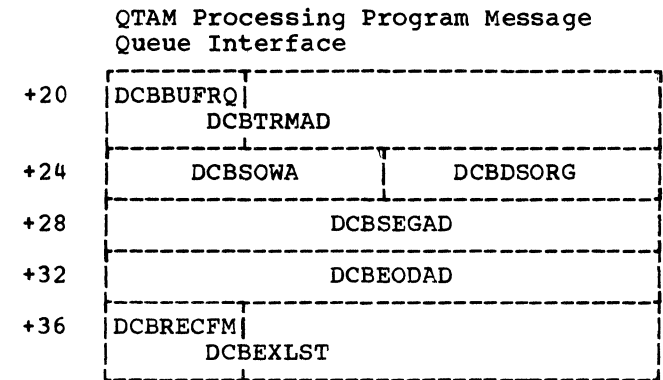 QTAM Processing Program Message
Queue Interface
+20 DCBBUFRQ
DCBTRMAD
+24 DCBSOWA DCBDSORG
+28 DCBSEGAD
+32 DCBEODAD
+36 DCBRECFM
DCBEXLST